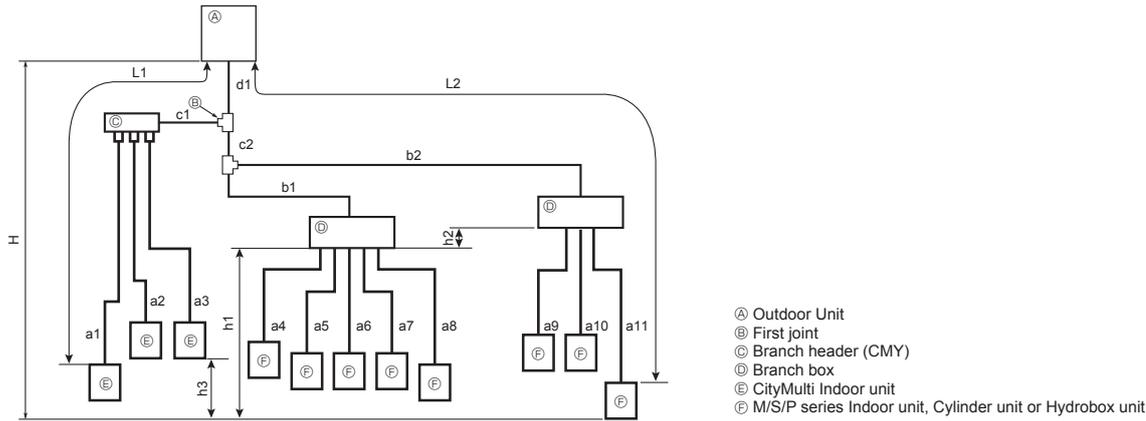 Ⓐ
L1
d1
L2
Ⓑ
Ⓒ
c1
c2
b2
b1
Ⓓ
Ⓓ
H
h2
h1
a1
a2
a3
a4
a5
a6
a7
a8
a9
a10
a11
Ⓔ
Ⓔ
Ⓔ
h3
Ⓕ
Ⓕ
Ⓕ
Ⓕ
Ⓕ
Ⓕ
Ⓕ
Ⓕ
Ⓐ Outdoor Unit
Ⓑ First joint
Ⓒ Branch header (CMY)
Ⓓ Branch box
Ⓔ CityMulti Indoor unit
Ⓕ M/S/P series Indoor unit, Cylinder unit or Hydrobox unit